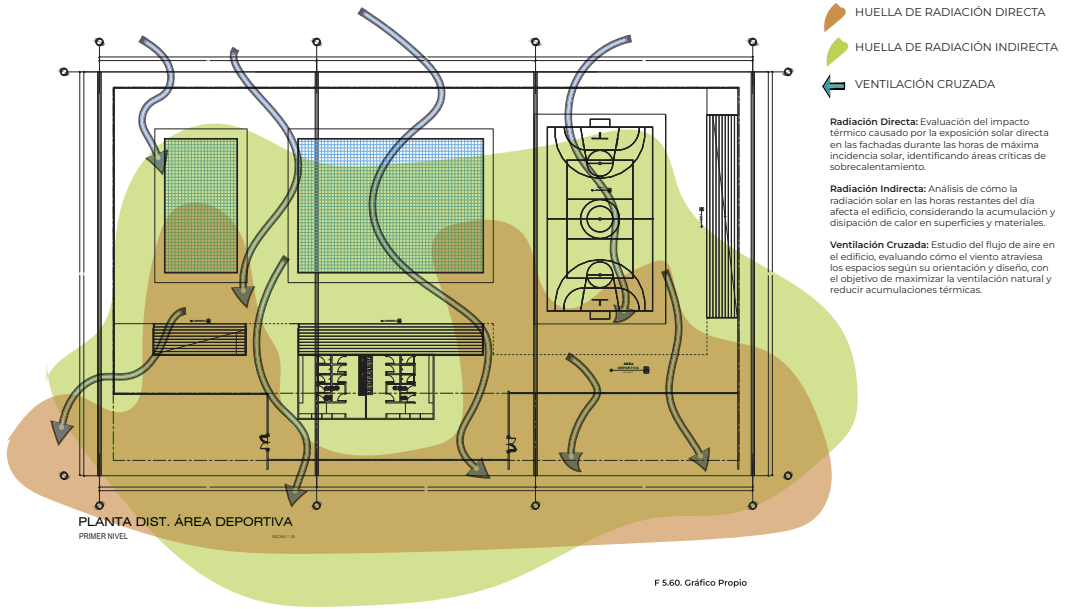 HUELLA DE RADIACIÓN DIRECTA
HUELLA DE RADIACIÓN INDIRECTA
VENTILACIÓN CRUZADA
Radiación Directa: Evaluación del impacto
térmico causado por la exposición solar directa
en las fachadas durante las horas de máxima
incidencia solar, identificando áreas críticas de
sobrecalentamiento.
Radiación Indirecta: Análisis de cómo la
radiación solar en las horas restantes del día
afecta el edificio, considerando la acumulación y
disipación de calor en superficies y materiales.
Ventilación Cruzada: Estudio del flujo de aire en
el edificio, evaluando cómo el viento atraviesa
los espacios según su orientación y diseño, con
el objetivo de maximizar la ventilación natural y
reducir acumulaciones térmicas.
ÁREA
DEPORTIVA
PLANTA DIST. ÁREA DEPORTIVA
PRIMER NIVEL
F 5.60. Gráfico Propio